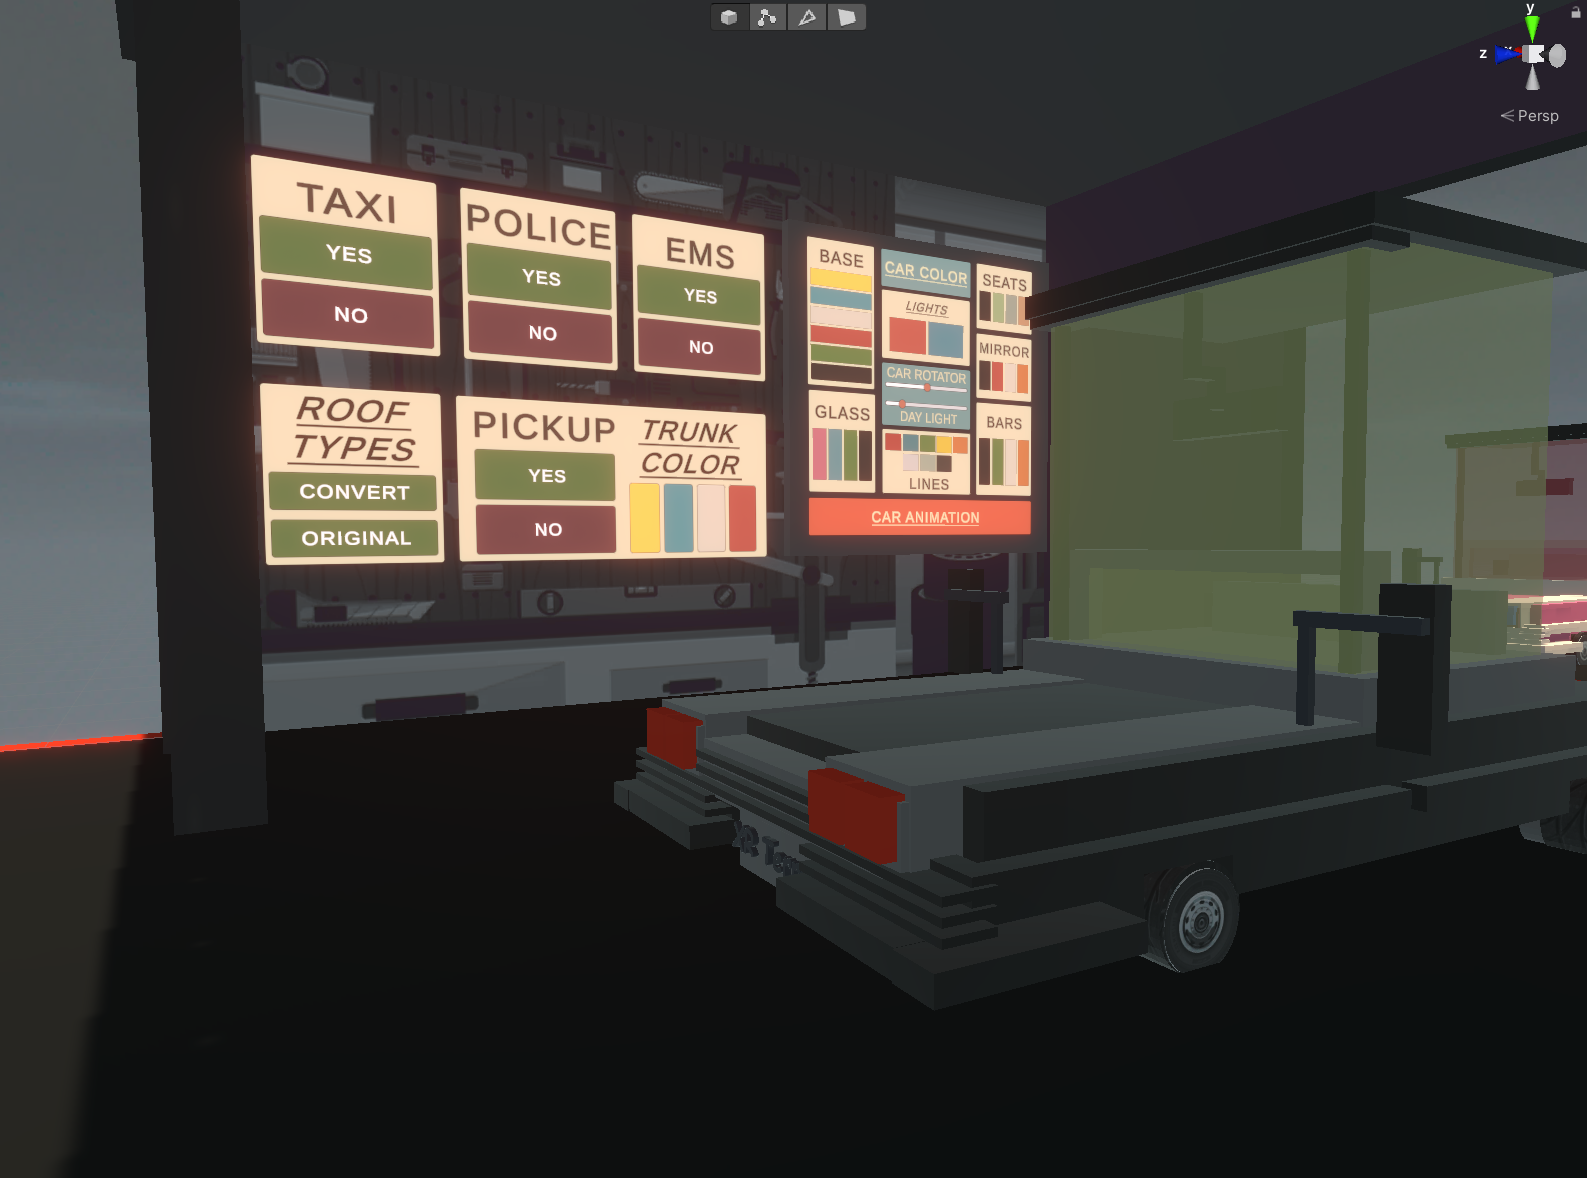 y
z
Persp
TAXI
YES
NO
POLICE
YES
NO
EMS
YES
NO
ROOF
TYPES
CONVERT
ORIGINAL
PICKUP
YES
NO
TRUNK
COLOR
BASE
GLASS
CAR COLOR
LIGHTS
CAR ROTATOR
DAY LIGHT
LINES
SEATS
MIRROR
BARS
CAR ANIMATION